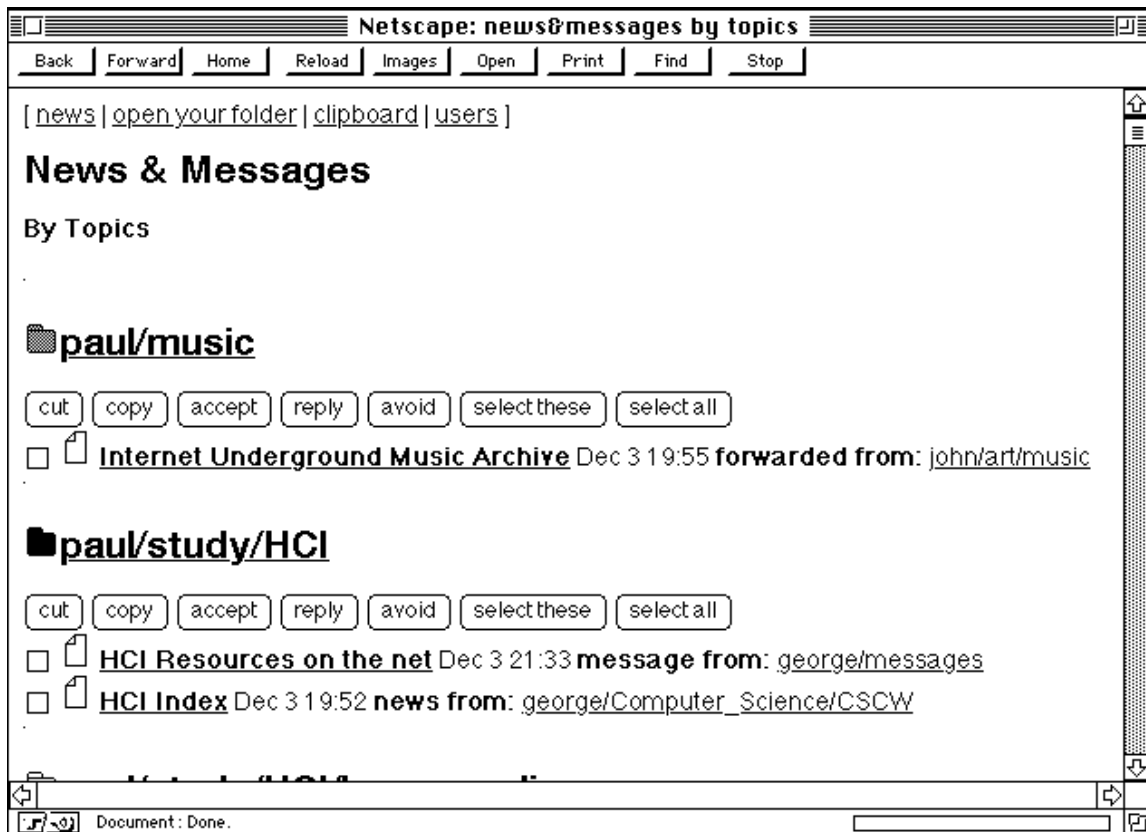 Netscape: news&messages by topics
Back Forward Home Reload Images Open Print Find Stop
[ news | open your folder | clipboard | users ]
News & Messages
By Topics
.
paul/music
cut copy accept reply avoid select these select all
Internet Underground Music Archive Dec 3 19:55 forwarded from: john/art/music
.
paul/study/HCI
cut copy accept reply avoid select these select all
HCI Resources on the net Dec 3 21:33 message from: george/messages
HCI Index Dec 3 19:52 news from: george/Computer_Science/CSCW
.
Document: Done.